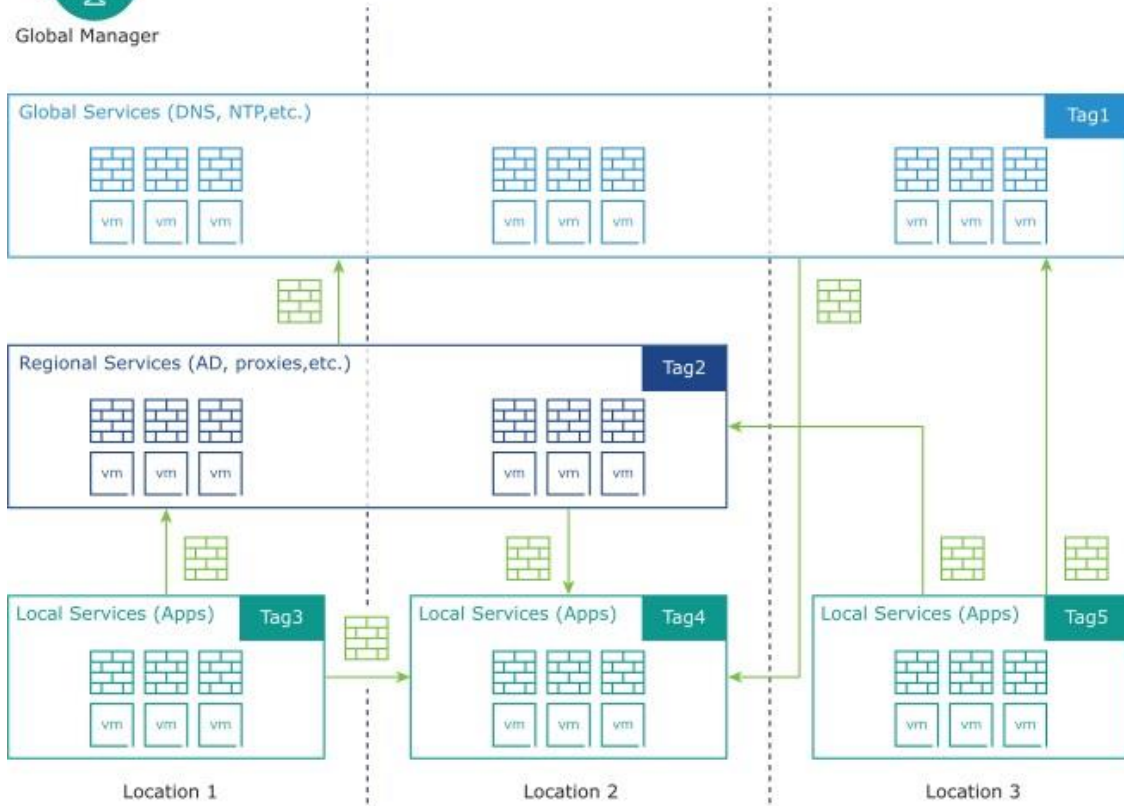 Global Manager
Global Services (DNS, NTP,etc.)
Tag1
vm vm vm vm vm vm vm vm vm
Regional Services (AD, proxies,etc.)
Tag2
vm vm vm vm vm vm
Local Services (Apps)
Tag3
Local Services (Apps)
Tag4
Local Services (Apps)
Tag5
vm vm vm vm vm vm vm vm vm
Location 1
Location 2
Location 3